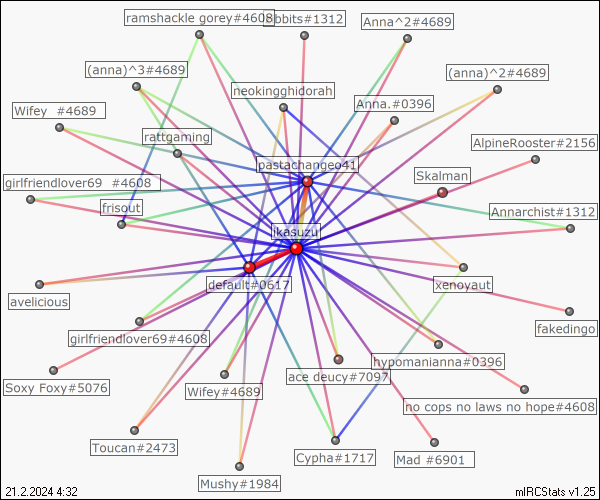 ramshackle gorey#4608
bbits#1312
Anna^2#4689
(anna)^3#4689
(anna)^2#4689
neokingghidorah
Wifey #4689
Anna.#0396
rattgaming
AlpineRooster#2156
pastachangeo41
Skalman
girlfriendlover69 #4608
frisout
Annarchist#1312
ikasuzu
default#0617
xenoyaut
avelicious
fakedingo
girlfriendlover69#4608
hypomanianna#0396
ace deucy#7097
Soxy Foxy#5076
Wifey#4689
no cops no laws no hope#4608
Toucan#2473
Cypha#1717
Mad #6901
Mushy#1984
21.2.2024 4:32
mIRCStats v1.25